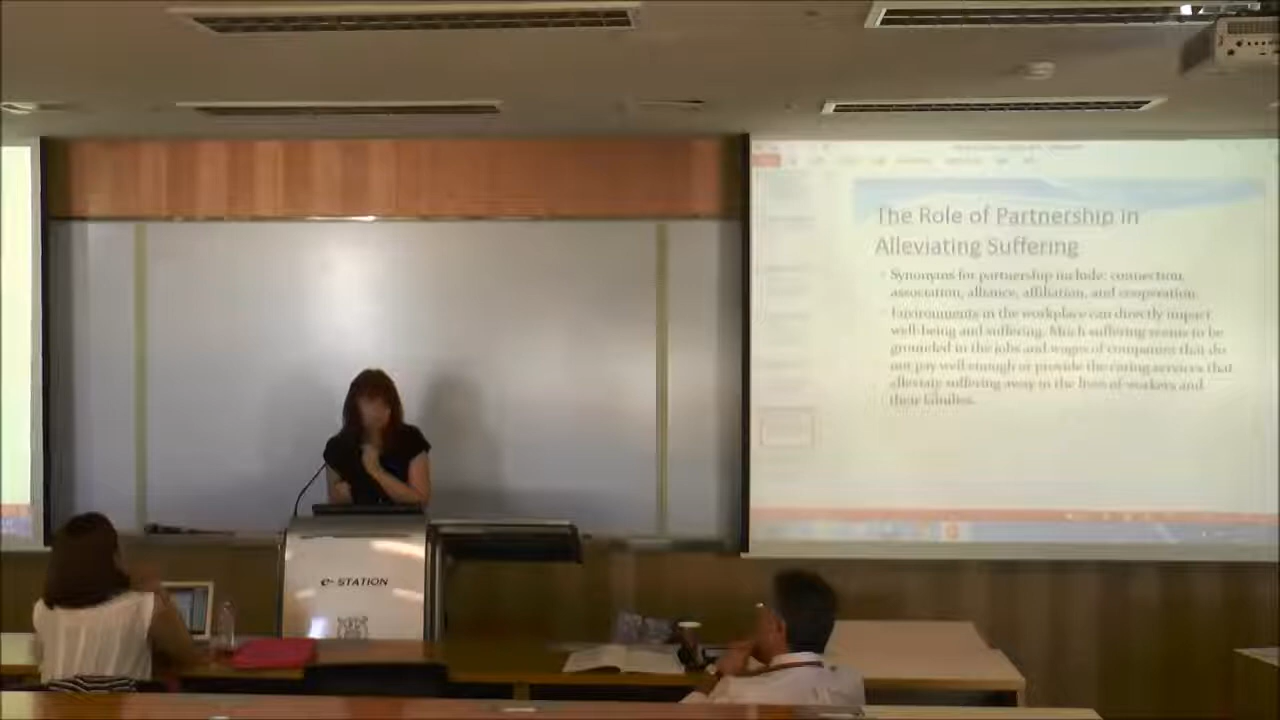 The Role of Partnership in
Alleviating Suffering
Synonyms for partnership include: connection,
association, alliance, affiliation, and cooperation.
Environments in the workplace can directly impact
well-being and suffering. Much suffering seems to be
grounded in the jobs and wages of companies that do
not pay well enough or provide the caring services that
alleviate suffering away in the lives of workers and
their families.
e-STATION